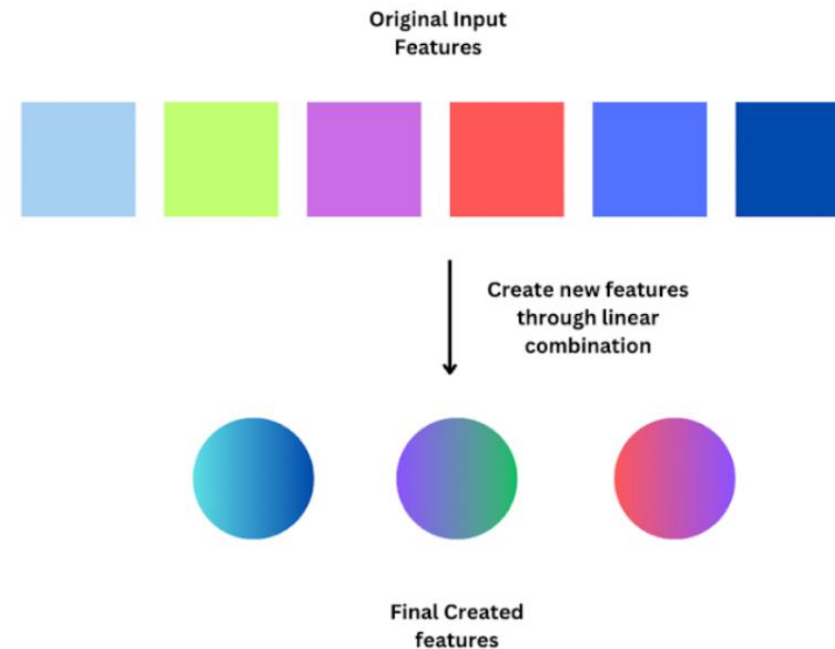 Original Input
Features
Create new features
through linear
combination
Final Created
features